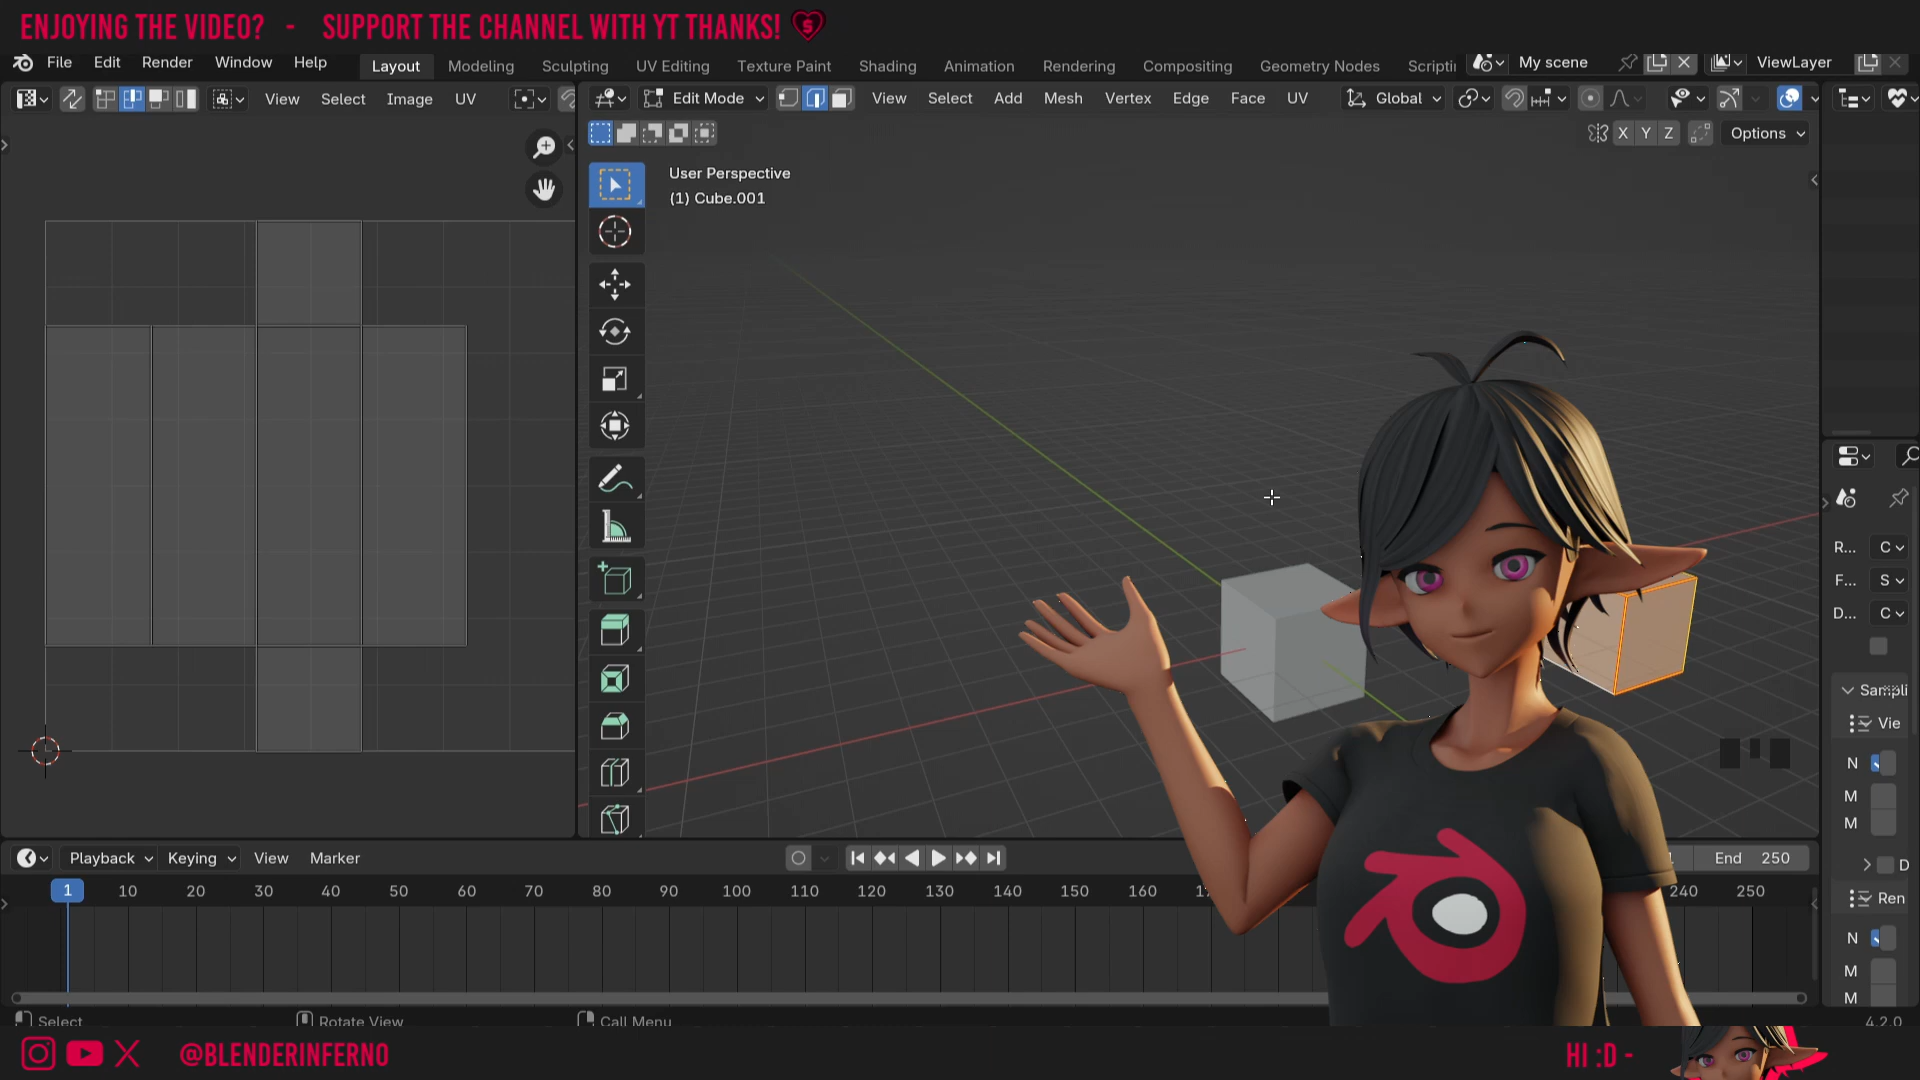 ENJOYING THE VIDEO? - SUPPORT THE CHANNEL WITH YT THANKS!
File Edit Render Window Help Layout Modeling Sculpting UV Editing Texture Paint Shading Animation Rendering Compositing Geometry Nodes Scripti My scene ViewLayer
View Select Image UV Edit Mode View Select Add Mesh Vertex Edge Face UV Global
X Y Z Options
User Perspective
(1) Cube.001
R... C
F... S
D... C
Sampli
Vie
N
M
M
D
Ren
N
M
M
Playback Keying View Marker End 250
1 10 20 30 40 50 60 70 80 90 100 110 120 130 140 150 160 240 250
Select Rotate View Call Menu 4.2.0
@BLENDERINFERNO HI :D -